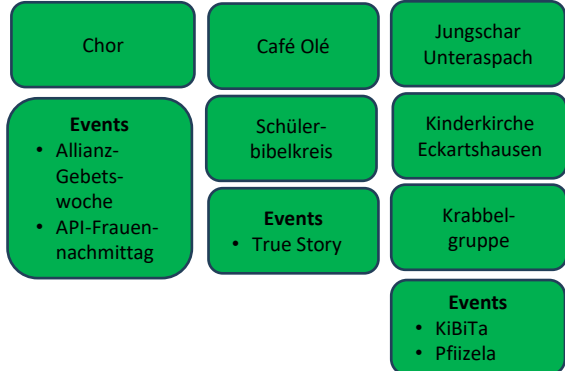 Chor
Events
• Allianz-
Gebets-
woche
• API-Frauen-
nachmittag
Café Olé
Schüler-
bibelkreis
Events
• True Story
Jungschar
Unteraspach
Kinderkirche
Eckartshausen
Krabbel-
gruppe
Events
• KiBiTa
• Pfiizela